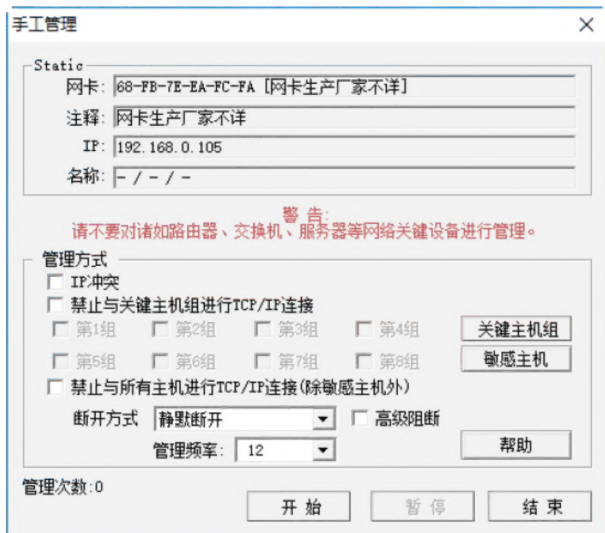 手工管理
Static
网卡: 68-FB-7E-EA-FC-FA [网卡生产厂家不详]
注释: 网卡生产厂家不详
IP: 192.168.0.105
名称: - / - / -
警 告:
请不要对诸如路由器、交换机、服务器等网络关键设备进行管理。
管理方式
IP冲突
禁止与关键主机组进行TCP/IP连接
第1组 第2组 第3组 第4组 关键主机组
第5组 第6组 第7组 第8组 敏感主机
禁止与所有主机进行TCP/IP连接(除敏感主机外)
断开方式 静默断开 高级阻断
管理频率: 12 帮助
管理次数:0
开 始 暂 停 结 束